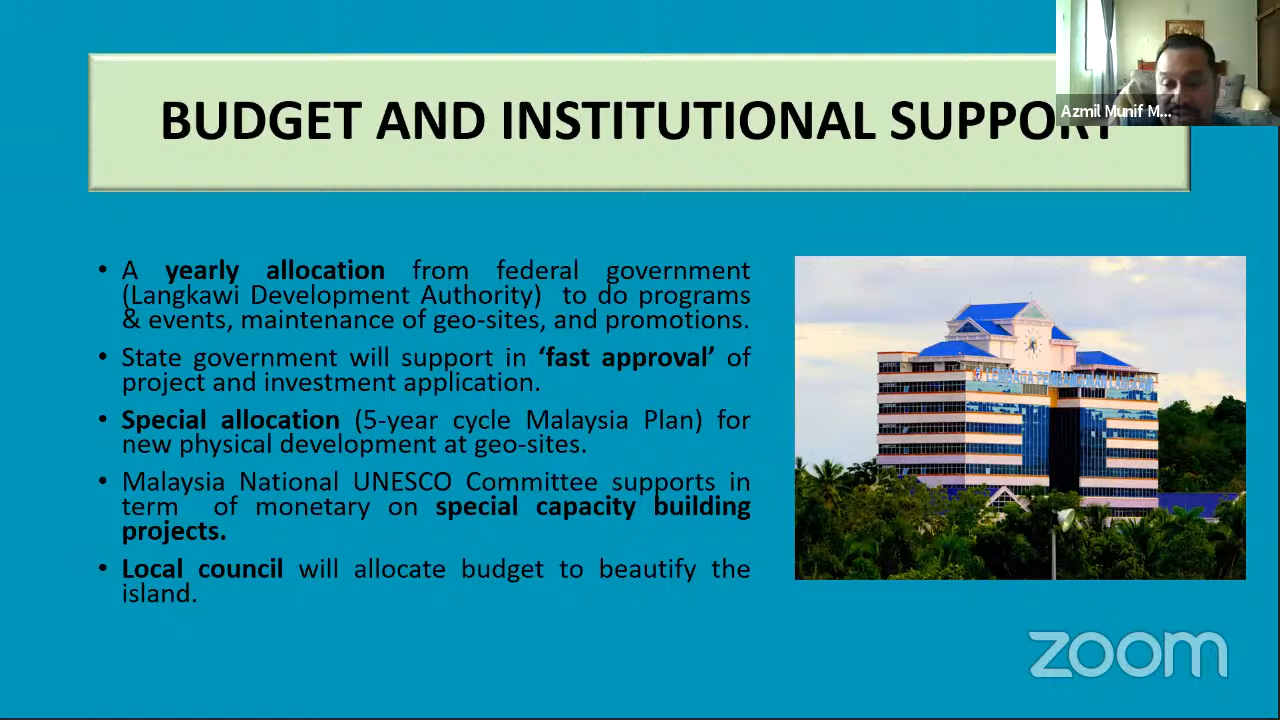 BUDGET AND INSTITUTIONAL SUPPORT
Azmil Munif M...
• A yearly allocation from federal government
(Langkawi Development Authority) to do programs
& events, maintenance of geo-sites, and promotions.
• State government will support in ‘fast approval’ of
project and investment application.
• Special allocation (5-year cycle Malaysia Plan) for
new physical development at geo-sites.
• Malaysia National UNESCO Committee supports in
term of monetary on special capacity building
projects.
• Local council will allocate budget to beautify the
island.
LEMBAGA PEMBANGUNAN LANGKAWI
zoom